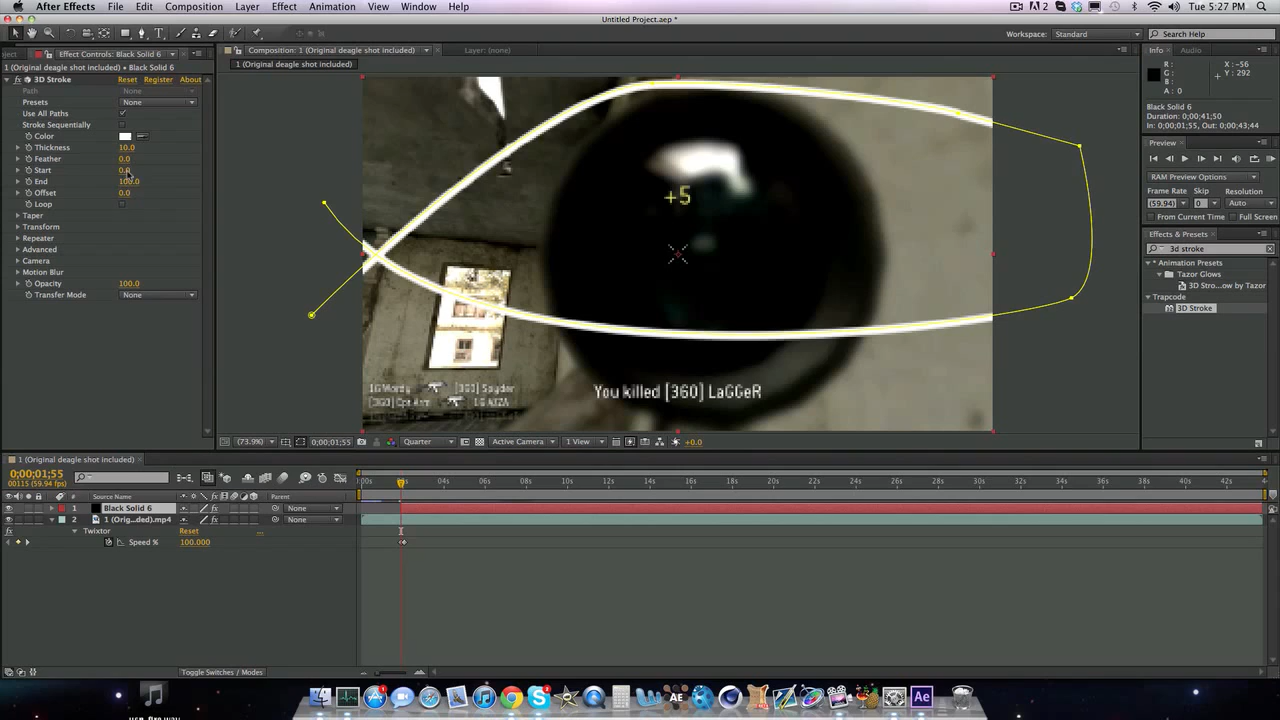 After Effects File Edit Composition Layer Effect Animation View Window Help
2 Tue 5:27 PM
Untitled Project.aep *
Workspace: Standard Search Help
oject Effect Controls: Black Solid 6
Composition: 1 (Original deagle shot included)
Layer: (none)
Info Audio
1 (Original deagle shot included) • Black Solid 6
1 (Original deagle shot included)
3D Stroke Reset Register About
Path None
Presets None
Use All Paths
Stroke Sequentially
Color
Thickness 10.0
Feather 0.0
Start 0.0
End 100.0
Offset 0.0
Loop
Taper
Transform
Repeater
Advanced
Camera
Motion Blur
Opacity 100.0
Transfer Mode None
+5
You killed [360] LaGGeR
R :
G :
B :
A : 0
X : -56
Y : 292
Black Solid 6
Duration: 0;00;41;50
In: 0;00;01;55, Out: 0;00;43;44
Preview
RAM Preview Options
Frame Rate Skip Resolution
(59.94) 0 Auto
From Current Time Full Screen
Effects & Presets
3d stroke
* Animation Presets
Tazor Glows
3D Stro...ow by Tazor
Trapcode
3D Stroke
(73.9%) 0;00;01;55 Quarter Active Camera 1 View +0.0
1 (Original deagle shot included)
0;00;01;55
00115 (59.94 fps)
:00s 04s 06s 08s 10s 12s 14s 16s 18s 20s 22s 24s 26s 28s 30s 32s 34s 36s 38s 40s 42s 44
# Source Name Parent
1 Black Solid 6 None
2 1 (Orig...ded).mp4 None
Twixtor Reset ...
Speed % 100.000
Toggle Switches / Modes
AE Ae